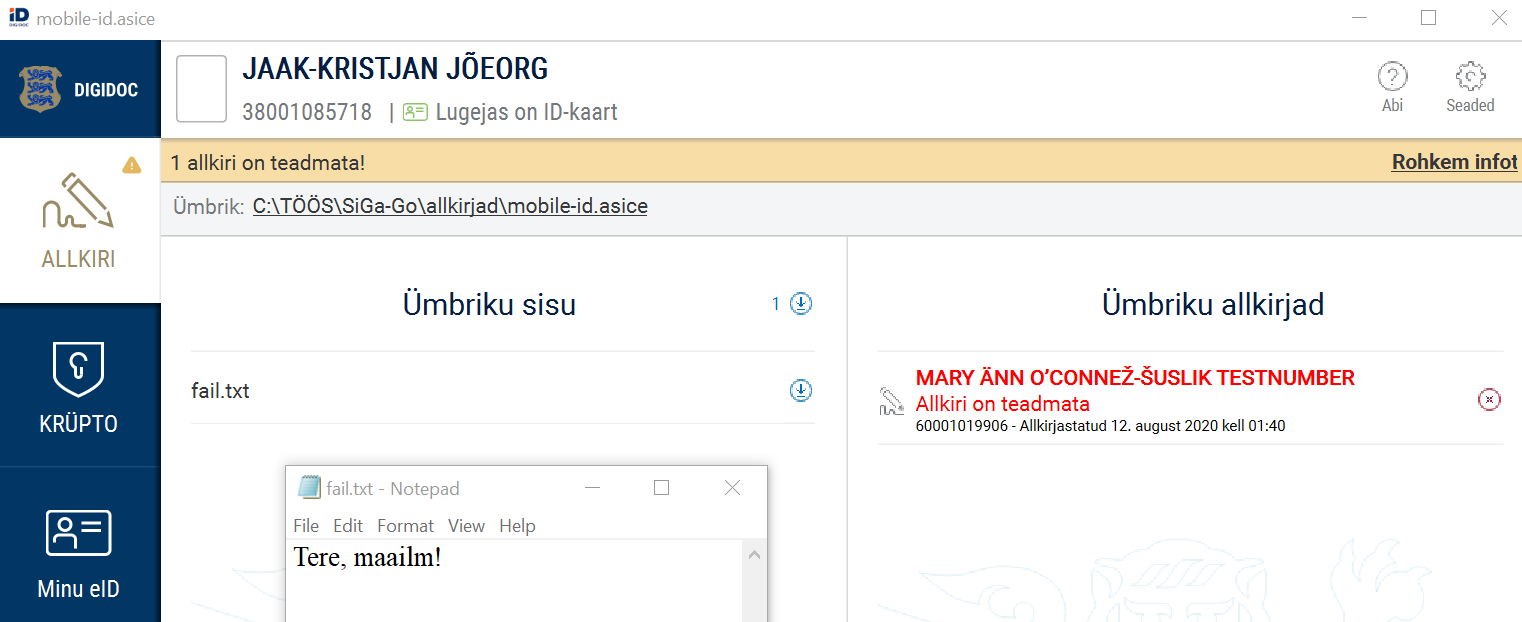 iD
DIGIDOC
mobile-id.asice
DIGIDOC
JAAK-KRISTJAN JÕEORG
38001085718 | Lugejas on ID-kaart
Abi
Seaded
1 allkiri on teadmata!
Rohkem infot
Ümbrik: C:\TÖÖS\SiGa-Go\allkirjad\mobile-id.asice
ALLKIRI
KRÜPTO
Minu eID
Ümbriku sisu
1
fail.txt
Ümbriku allkirjad
MARY ÄNN O’CONNEŽ-ŠUSLIK TESTNUMBER
Allkiri on teadmata
60001019906 - Allkirjastatud 12. august 2020 kell 01:40
fail.txt - Notepad
File Edit Format View Help
Tere, maailm!